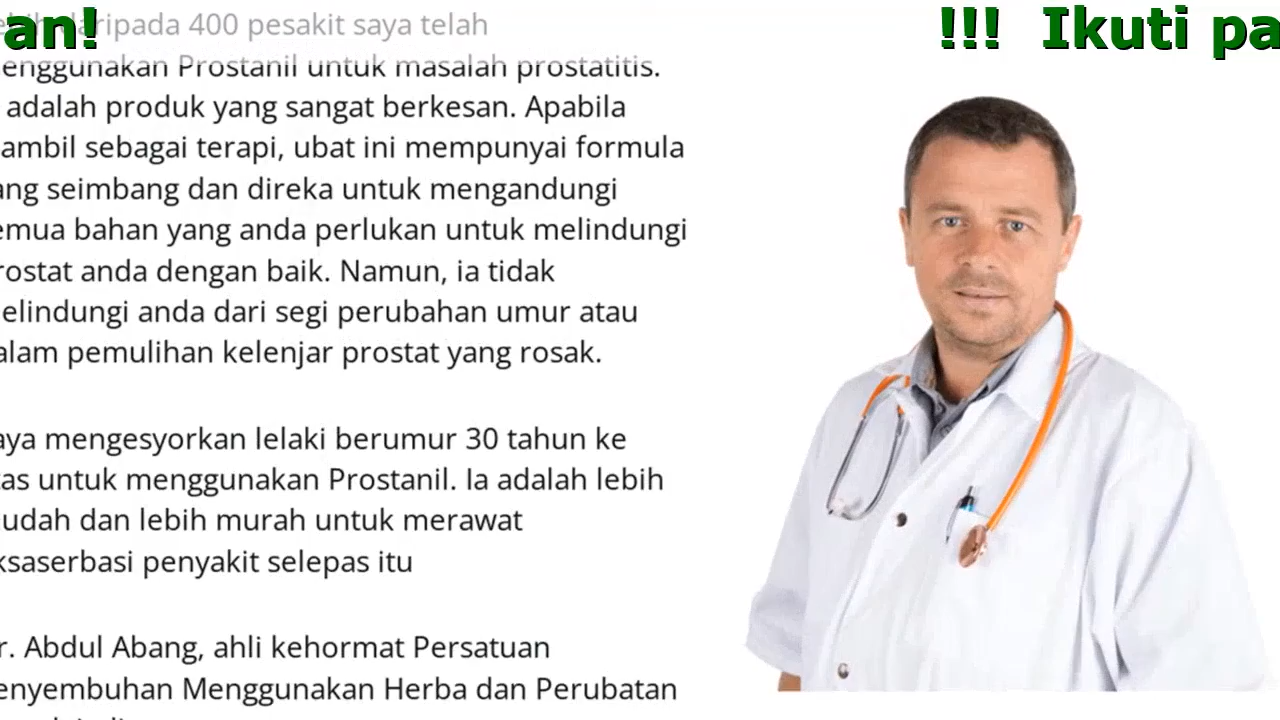 an!
!!! Ikuti pa
daripada 400 pesakit saya telah
enggunakan Prostanil untuk masalah prostatitis.
adalah produk yang sangat berkesan. Apabila
ambil sebagai terapi, ubat ini mempunyai formula
ang seimbang dan direka untuk mengandungi
emua bahan yang anda perlukan untuk melindungi
rostat anda dengan baik. Namun, ia tidak
elindungi anda dari segi perubahan umur atau
alam pemulihan kelenjar prostat yang rosak.
aya mengesyorkan lelaki berumur 30 tahun ke
as untuk menggunakan Prostanil. Ia adalah lebih
udah dan lebih murah untuk merawat
ksaserbasi penyakit selepas itu
r. Abdul Abang, ahli kehormat Persatuan
enyembuhan Menggunakan Herba dan Perubatan